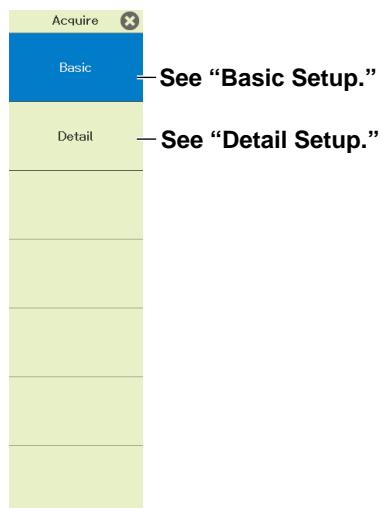 Acquire
Basic
See “Basic Setup.”
Detail
See “Detail Setup.”